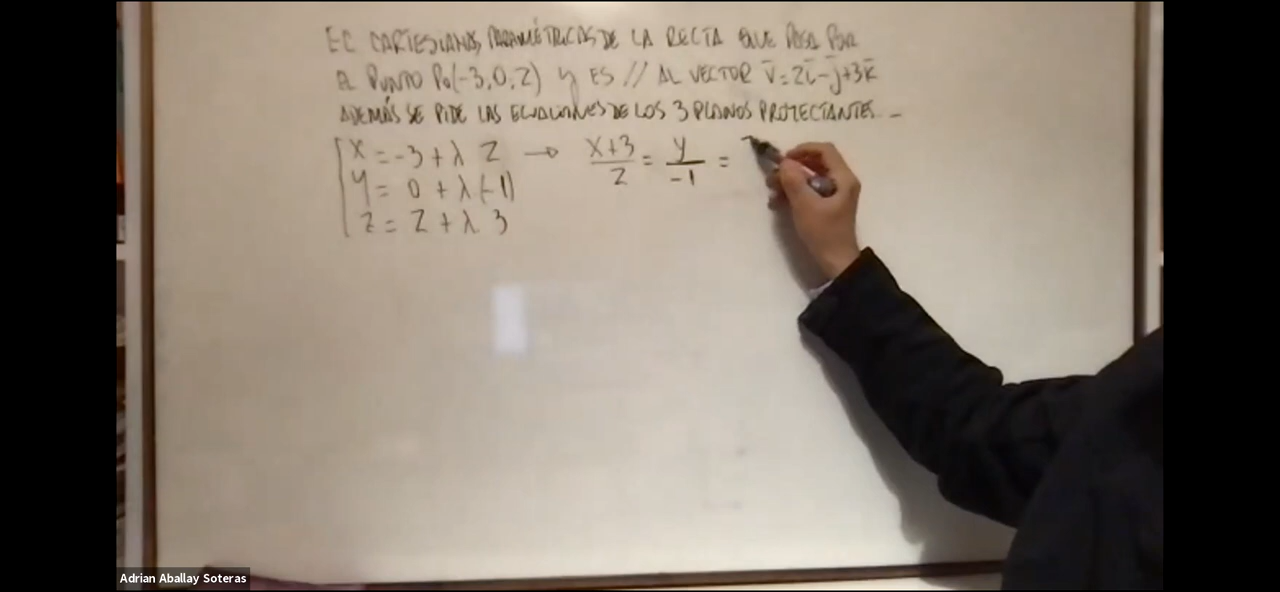 EC CARTESIANAS, PARAMÉTRICAS DE LA RECTA QUE PASA POR
EL PUNTO P₀(-3,0,2) Y ES // AL VECTOR V̄=2ī-j̄+3k̄
ADEMÁS SE PIDE LAS ECUACIONES DE LOS 3 PLANOS PROYECTANTES.-
X = -3 + λ 2 → X+3/2 = y/-1 =
Y = 0 + λ(-1)
Z = 2 + λ 3
Adrian Aballay Soteras